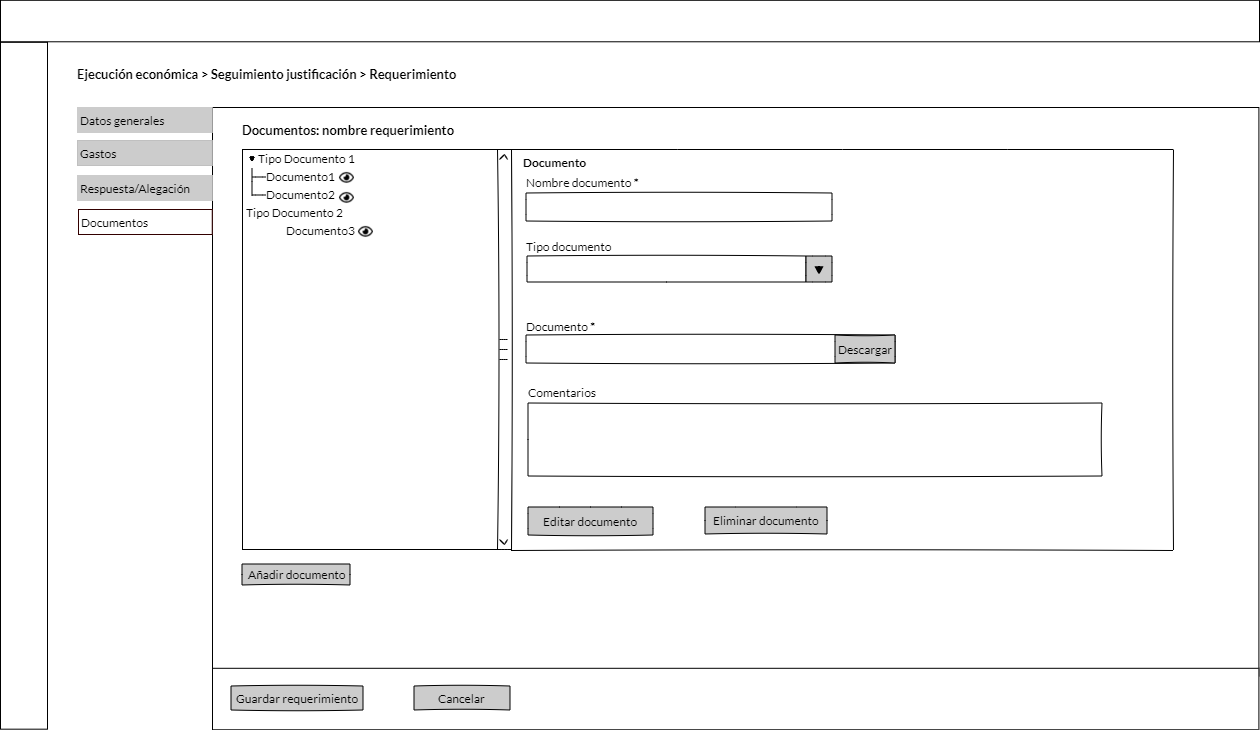 Ejecución económica > Seguimiento justificación > Requerimiento
Datos generales
Gastos
Respuesta/Alegación
Documentos
Documentos: nombre requerimiento
Tipo Documento 1
Documento1
Documento2
Tipo Documento 2
Documento3
Documento
Nombre documento *
Tipo documento
Documento *
Descargar
Comentarios
Editar documento
Eliminar documento
Añadir documento
Guardar requerimiento
Cancelar